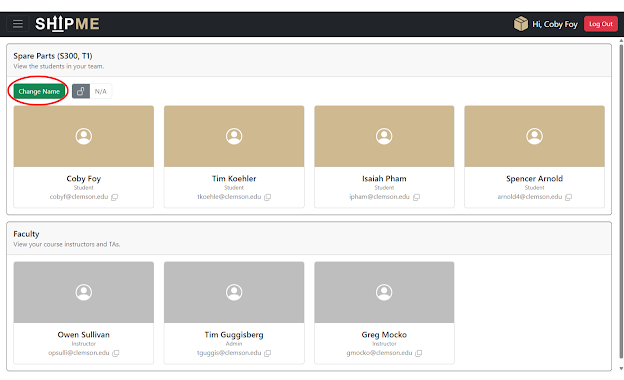 SHIPME
Hi, Coby Foy
Log Out
Spare Parts (S300, T1)
View the students in your team.
Change Name
N/A
Coby Foy
Student
cobyf@clemson.edu
Tim Koehler
Student
tkoehle@clemson.edu
Isaiah Pham
Student
ipham@clemson.edu
Spencer Arnold
Student
arnold4@clemson.edu
Faculty
View your course instructors and TAs.
Owen Sullivan
Instructor
opsulli@clemson.edu
Tim Guggisberg
Admin
tguggis@clemson.edu
Greg Mocko
Instructor
gmocko@clemson.edu